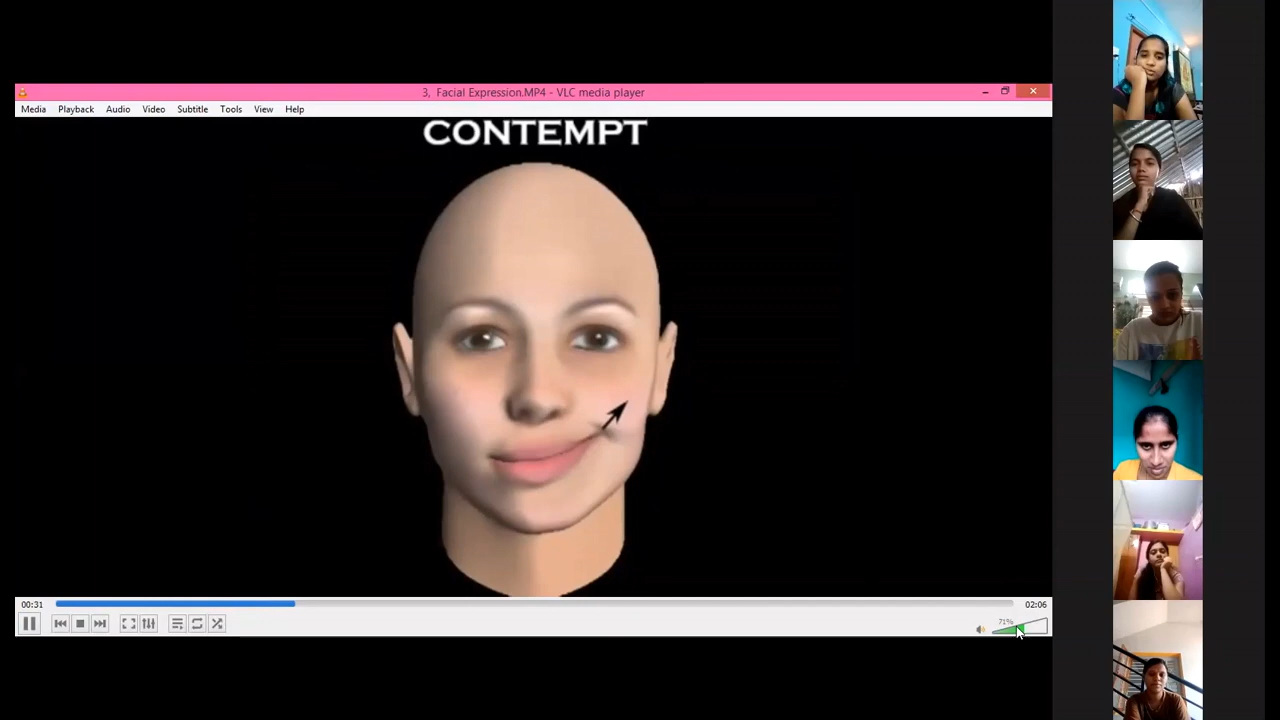 3, Facial Expression.MP4 - VLC media player
Media Playback Audio Video Subtitle Tools View Help
CONTEMPT
00:31 02:06
71%